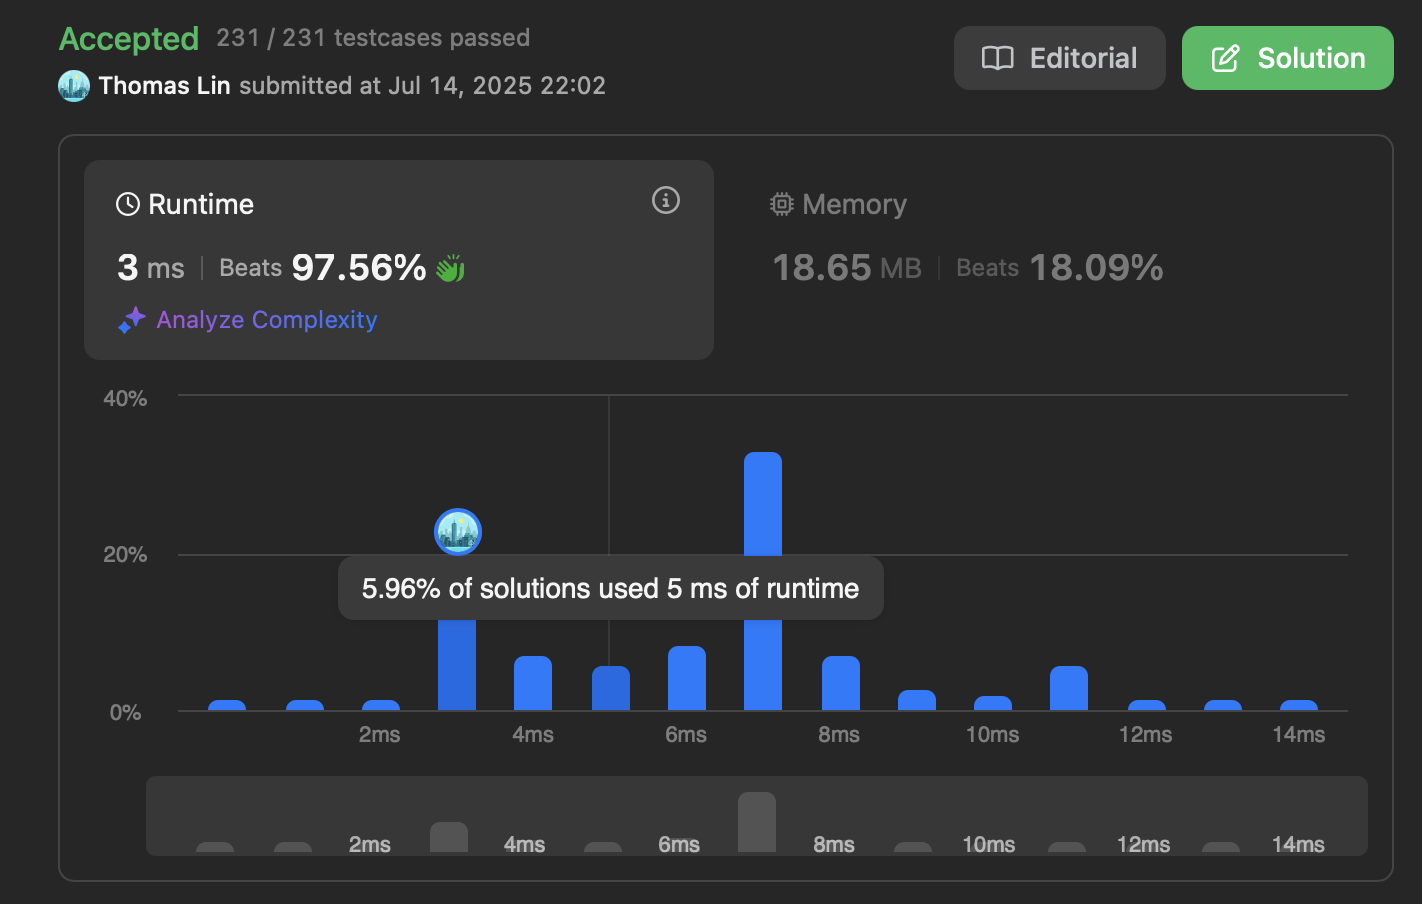 Accepted 231 / 231 testcases passed
Editorial
Solution
Thomas Lin submitted at Jul 14, 2025 22:02
Runtime
Memory
3 ms | Beats 97.56%
18.65 MB | Beats 18.09%
Analyze Complexity
40%
20%
5.96% of solutions used 5 ms of runtime
0%
2ms 4ms 6ms 8ms 10ms 12ms 14ms
2ms 4ms 6ms 8ms 10ms 12ms 14ms